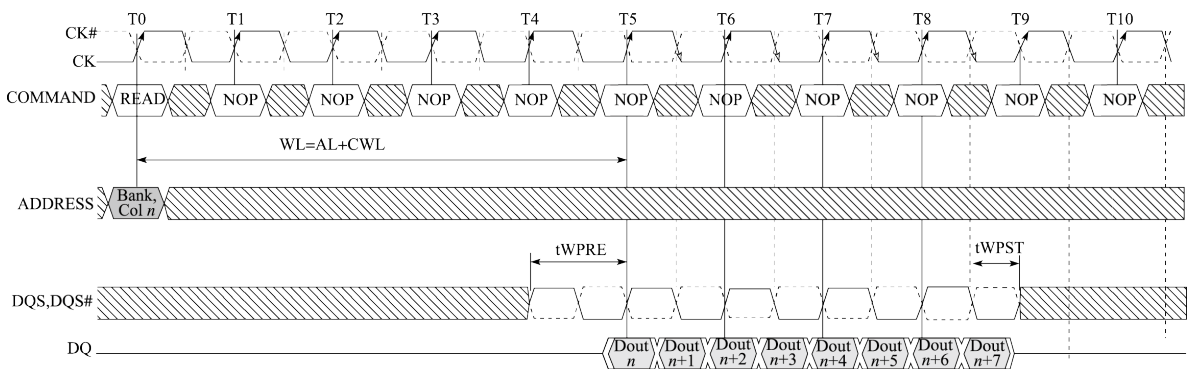 T0 T1 T2 T3 T4 T5 T6 T7 T8 T9 T10
CK#
CK
COMMAND READ NOP NOP NOP NOP NOP NOP NOP NOP NOP NOP
WL=AL+CWL
ADDRESS Bank,
Col n
tWPRE tWPST
DQS,DQS#
DQ Dout Dout Dout Dout Dout Dout Dout Dout
n n+1 n+2 n+3 n+4 n+5 n+6 n+7